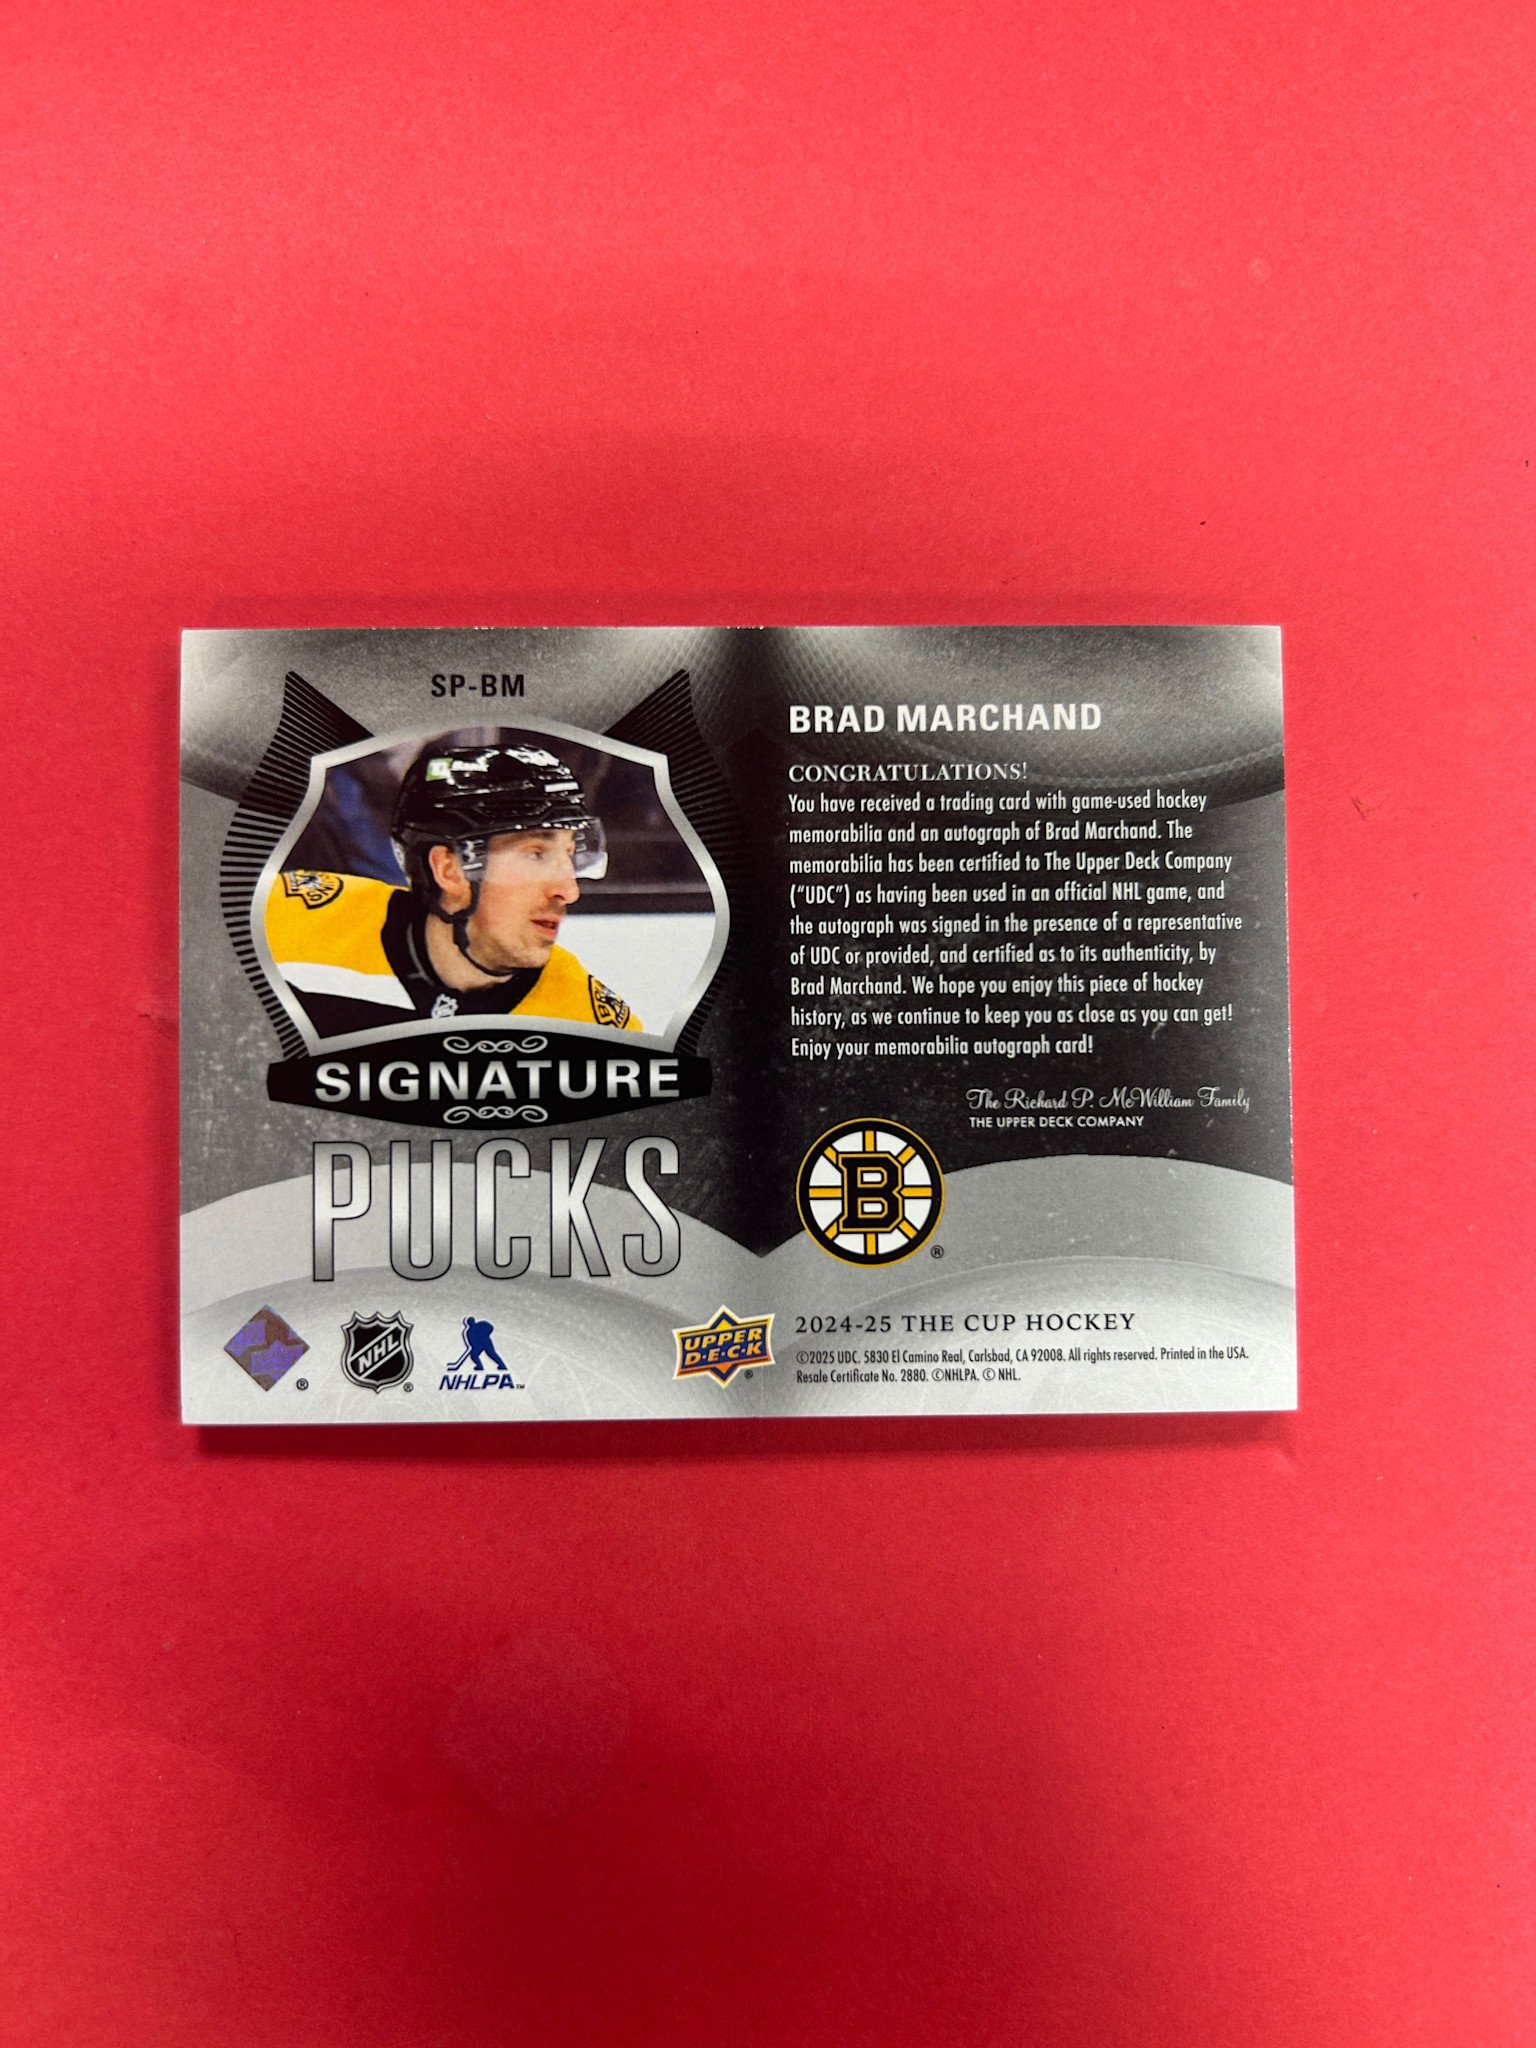 SP-BM
SIGNATURE
PUCKS
NHL
®
NHLPA™
UPPER
D·E·C·K
®
BRAD MARCHAND
CONGRATULATIONS!
You have received a trading card with game-used hockey
memorabilia and an autograph of Brad Marchand. The
memorabilia has been certified to The Upper Deck Company
(“UDC”) as having been used in an official NHL game, and
the autograph was signed in the presence of a representative
of UDC or provided, and certified as to its authenticity, by
Brad Marchand. We hope you enjoy this piece of hockey
history, as we continue to keep you as close as you can get!
Enjoy your memorabilia autograph card!
The Richard P. McWilliam Family
THE UPPER DECK COMPANY
B
®
2024-25 THE CUP HOCKEY
©2025 UDC. 5830 El Camino Real, Carlsbad, CA 92008. All rights reserved. Printed in the USA.
Resale Certificate No. 2880. ©NHLPA. © NHL.